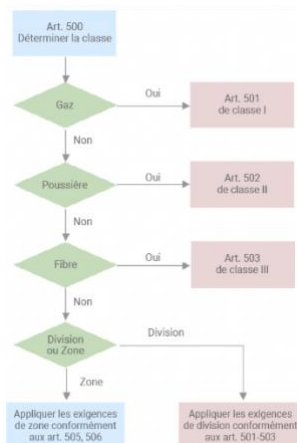 Art. 500
Déterminer la classe
Gaz
Oui
Art. 501
de classe I
Non
Poussière
Oui
Art. 502
de classe II
Non
Fibre
Oui
Art. 503
de classe III
Non
Division
ou Zone
Division
Zone
Appliquer les exigences
de zone conformément
aux art. 505, 506
Appliquer les exigences
de division conformément
aux art. 501-503